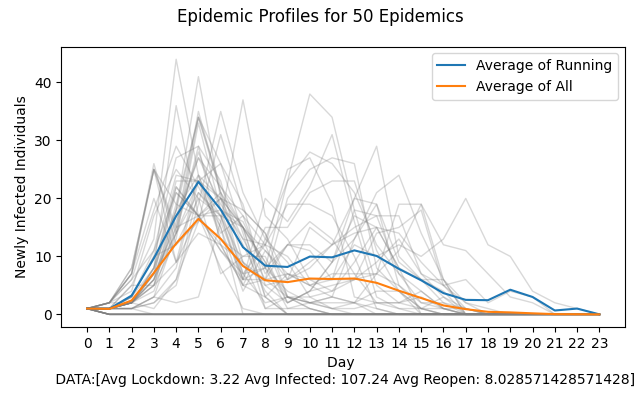 Epidemic Profiles for 50 Epidemics
Newly Infected Individuals
40
30
20
10
0
Average of Running
Average of All
0 1 2 3 4 5 6 7 8 9 10 11 12 13 14 15 16 17 18 19 20 21 22 23
Day
DATA:[Avg Lockdown: 3.22 Avg Infected: 107.24 Avg Reopen: 8.028571428571428]